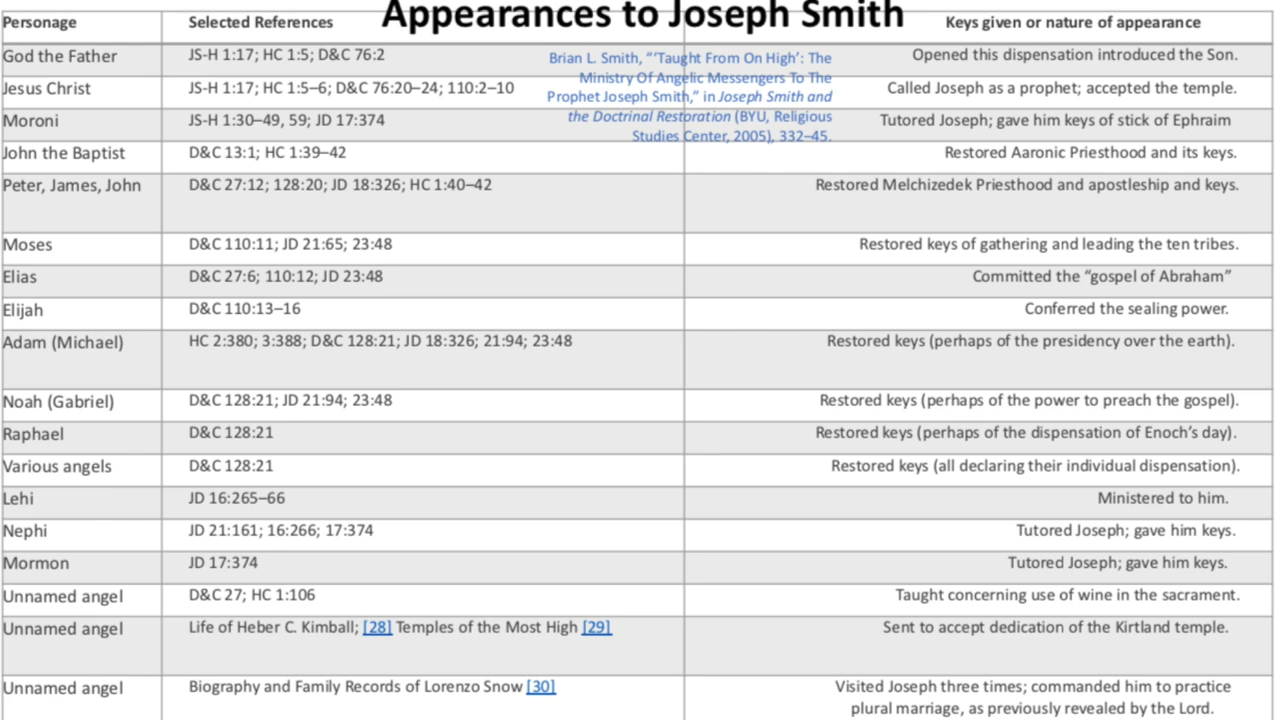 Appearances to Joseph Smith
Personage Selected References Keys given or nature of appearance
Brian L. Smith, “‘Taught From On High’: The
Ministry Of Angelic Messengers To The
Prophet Joseph Smith,” in Joseph Smith and
the Doctrinal Restoration (BYU, Religious
Studies Center, 2005), 332–45.
God the Father JS-H 1:17; HC 1:5; D&C 76:2 Opened this dispensation introduced the Son.
Jesus Christ JS-H 1:17; HC 1:5–6; D&C 76:20–24; 110:2–10 Called Joseph as a prophet; accepted the temple.
Moroni JS-H 1:30–49, 59; JD 17:374 Tutored Joseph; gave him keys of stick of Ephraim
John the Baptist D&C 13:1; HC 1:39–42 Restored Aaronic Priesthood and its keys.
Peter, James, John D&C 27:12; 128:20; JD 18:326; HC 1:40–42 Restored Melchizedek Priesthood and apostleship and keys.
Moses D&C 110:11; JD 21:65; 23:48 Restored keys of gathering and leading the ten tribes.
Elias D&C 27:6; 110:12; JD 23:48 Committed the “gospel of Abraham”
Elijah D&C 110:13–16 Conferred the sealing power.
Adam (Michael) HC 2:380; 3:388; D&C 128:21; JD 18:326; 21:94; 23:48 Restored keys (perhaps of the presidency over the earth).
Noah (Gabriel) D&C 128:21; JD 21:94; 23:48 Restored keys (perhaps of the power to preach the gospel).
Raphael D&C 128:21 Restored keys (perhaps of the dispensation of Enoch’s day).
Various angels D&C 128:21 Restored keys (all declaring their individual dispensation).
Lehi JD 16:265–66 Ministered to him.
Nephi JD 21:161; 16:266; 17:374 Tutored Joseph; gave him keys.
Mormon JD 17:374 Tutored Joseph; gave him keys.
Unnamed angel D&C 27; HC 1:106 Taught concerning use of wine in the sacrament.
Unnamed angel Life of Heber C. Kimball; [28] Temples of the Most High [29] Sent to accept dedication of the Kirtland temple.
Unnamed angel Biography and Family Records of Lorenzo Snow [30] Visited Joseph three times; commanded him to practice
plural marriage, as previously revealed by the Lord.